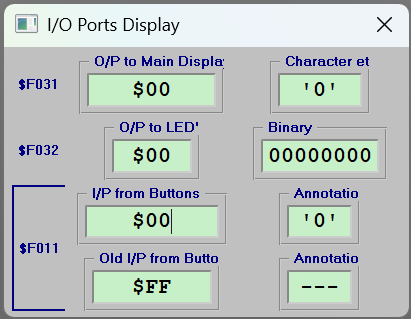 I/O Ports Display
O/P to Main Displa Character et
$F031 $00 '0'
O/P to LED' Binary
$F032 $00 00000000
I/P from Buttons Annotatio
$00 '0'
$F011
Old I/P from Butto Annotatio
$FF ---